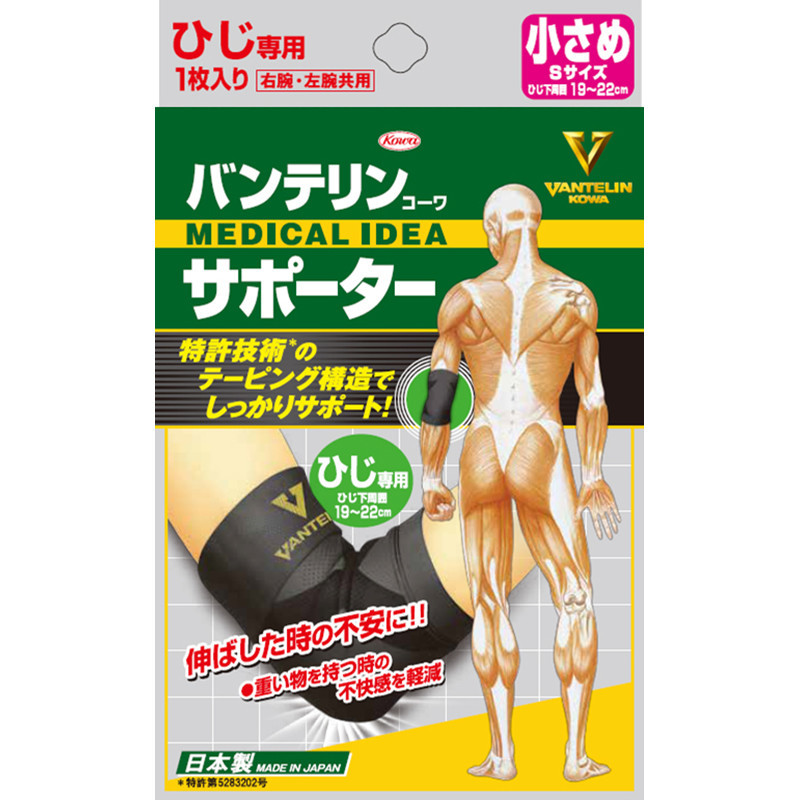 ひじ専用
1枚入り 右腕・左腕共用
小さめ
Sサイズ
ひじ下周囲 19〜22cm
Kowa
バンテリンコーワ
VANTELIN
KOWA
MEDICAL IDEA
サポーター
特許技術*の
テーピング構造で
しっかりサポート!
ひじ専用
ひじ下周囲
19〜22cm
VANTELIN
伸ばした時の不安に!!
●重い物を持つ時の
不快感を軽減
日本製 MADE IN JAPAN
*特許第5283202号